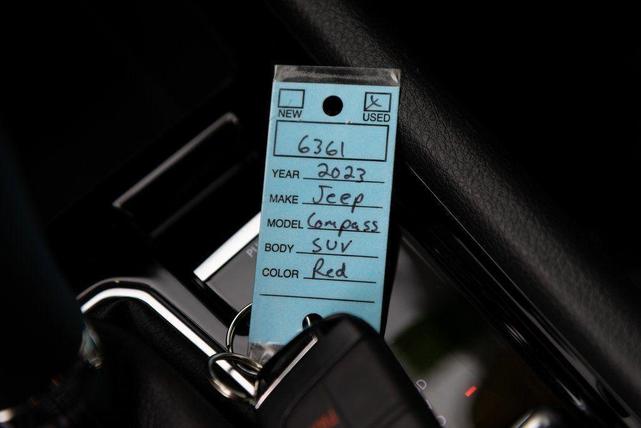 NEW USED
6361
YEAR 2023
MAKE Jeep
MODEL Compass
BODY SUV
COLOR Red
D